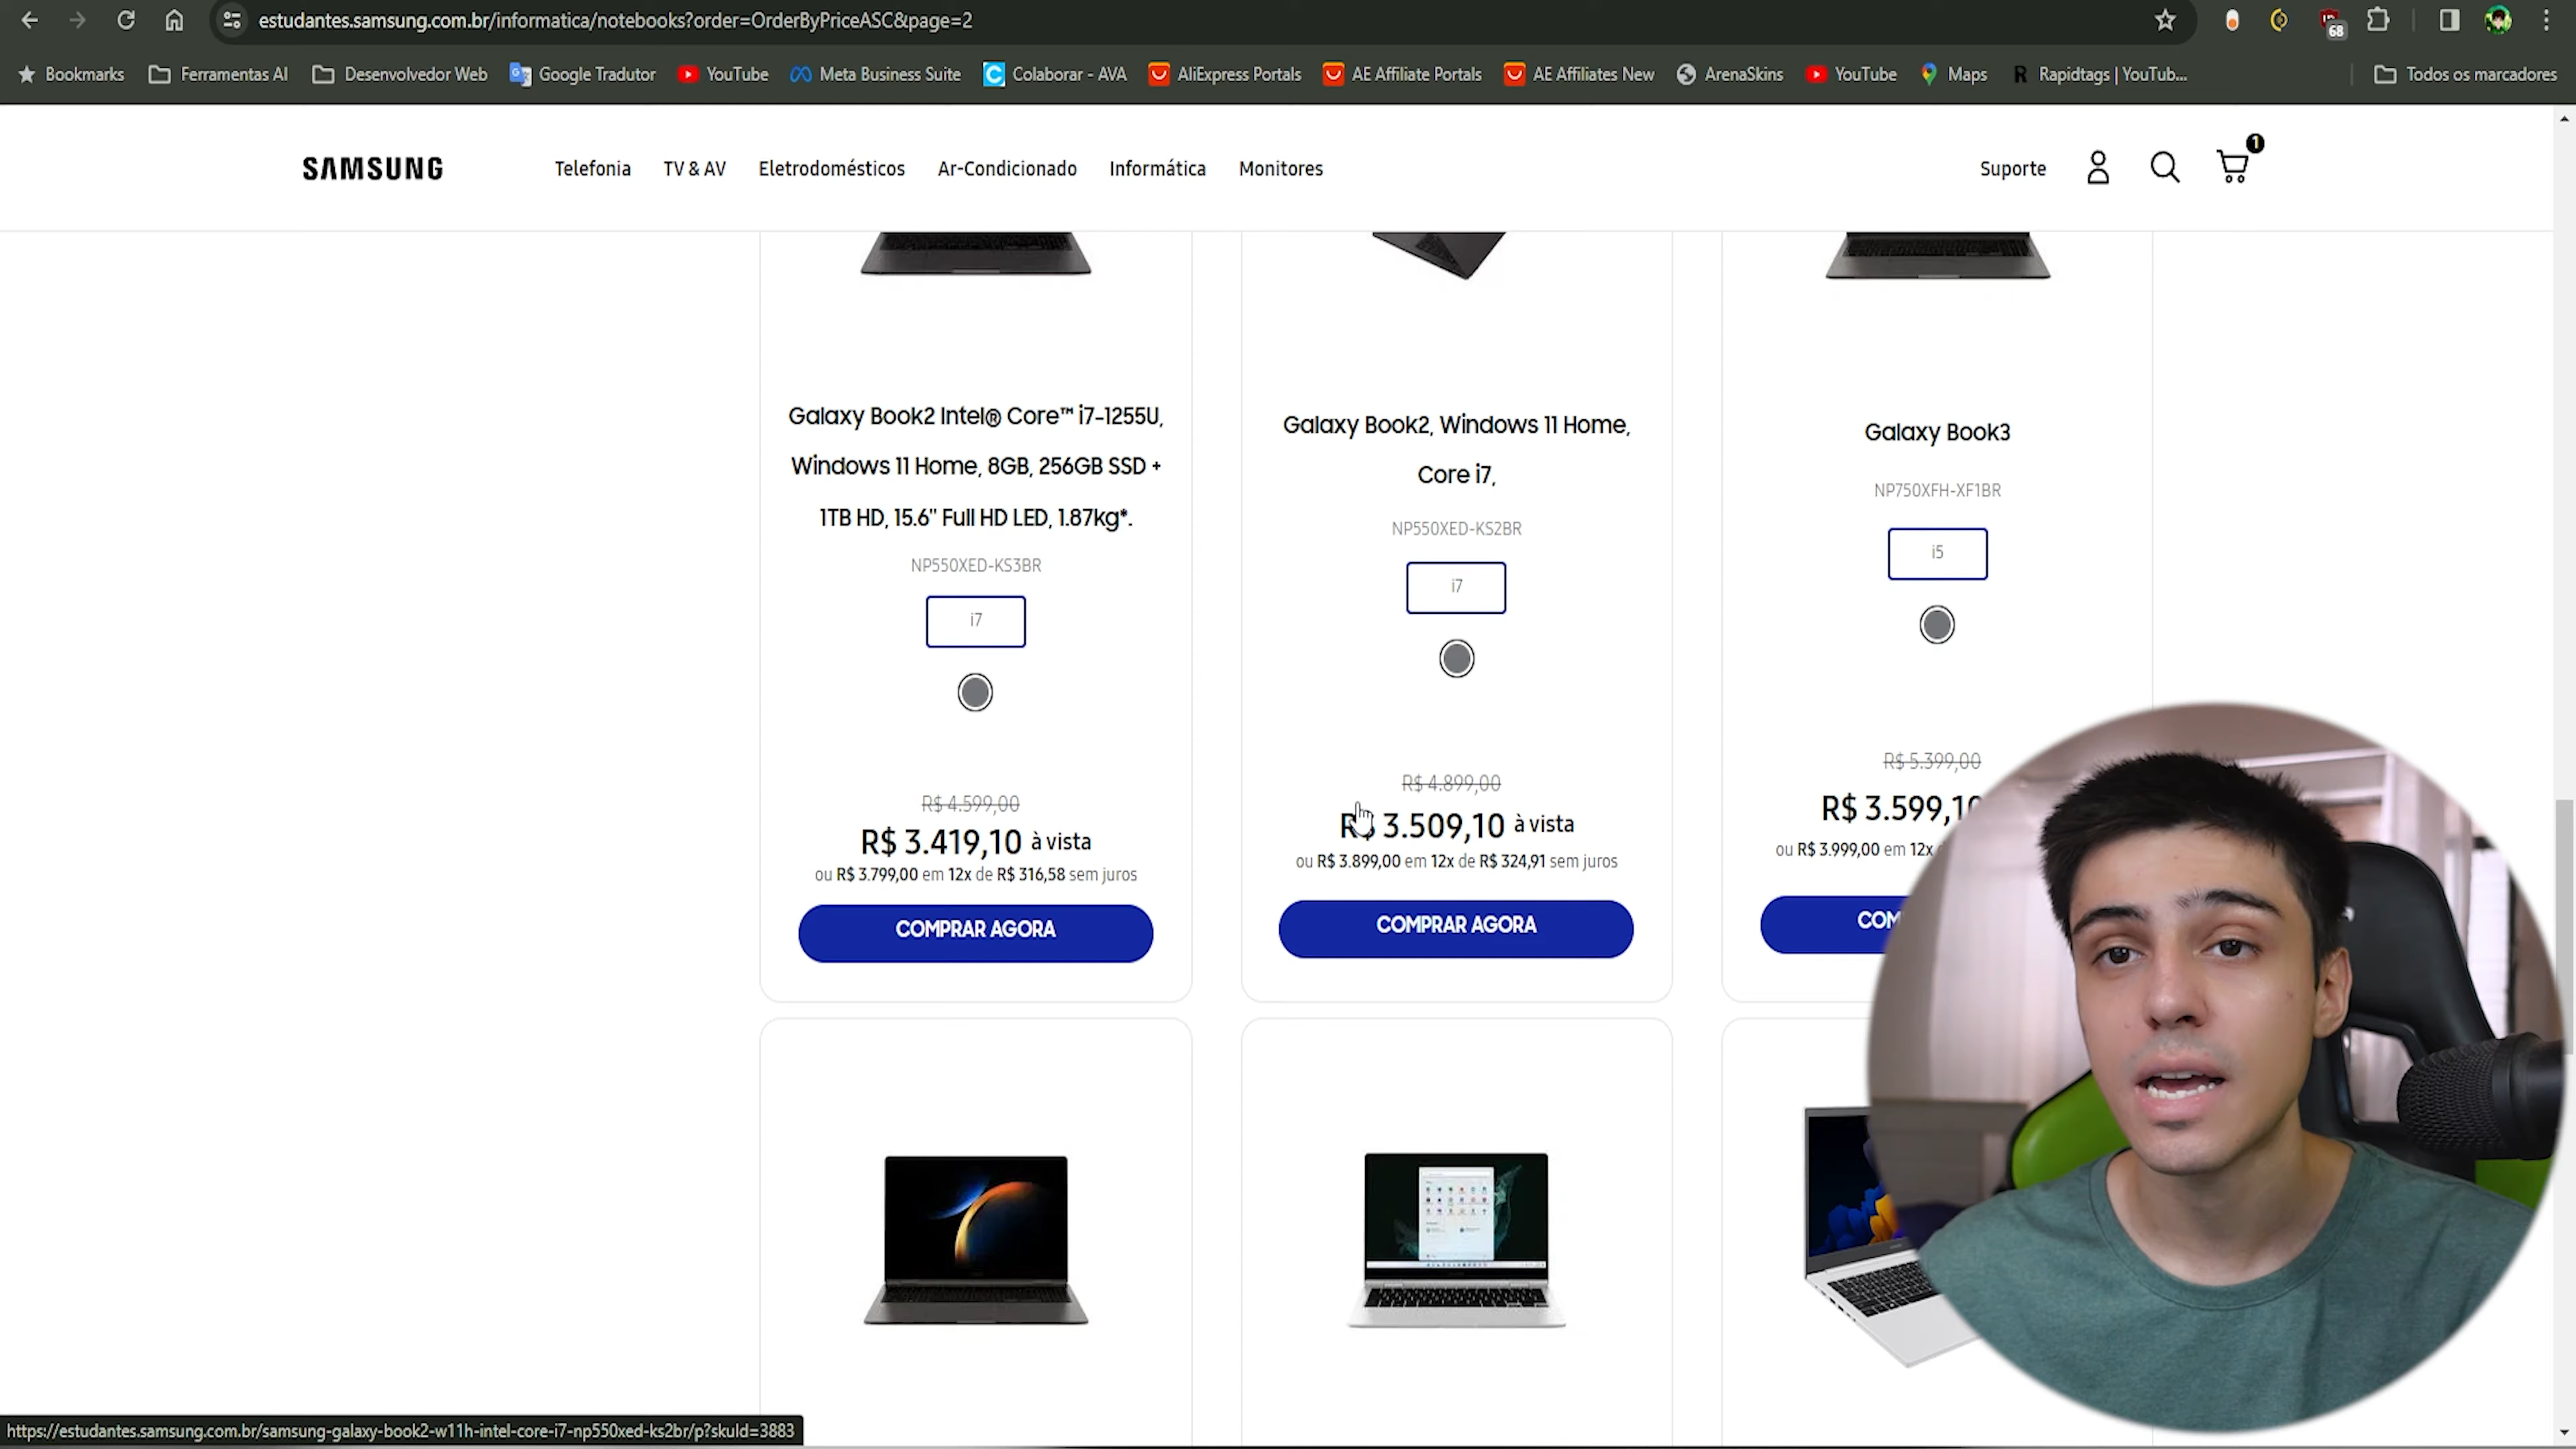 estudantes.samsung.com.br/informatica/notebooks?order=OrderByPriceASC&page=2
68
Bookmarks Ferramentas AI Desenvolvedor Web Google Tradutor YouTube Meta Business Suite Colaborar - AVA AliExpress Portals AE Affiliate Portals AE Affiliates New ArenaSkins YouTube Maps Rapidtags | YouTub... Todos os marcadores
SAMSUNG Telefonia TV & AV Eletrodomésticos Ar-Condicionado Informática Monitores Suporte 1
Galaxy Book2 Intel® Core™ i7-1255U,
Windows 11 Home, 8GB, 256GB SSD +
1TB HD, 15.6" Full HD LED, 1.87kg*.
NP550XED-KS3BR
i7
R$ 4.599,00
R$ 3.419,10 à vista
ou R$ 3.799,00 em 12x de R$ 316,58 sem juros
COMPRAR AGORA
Galaxy Book2, Windows 11 Home,
Core i7,
NP550XED-KS2BR
i7
R$ 4.899,00
R$ 3.509,10 à vista
ou R$ 3.899,00 em 12x de R$ 324,91 sem juros
COMPRAR AGORA
Galaxy Book3
NP750XFH-XF1BR
i5
R$ 5.399,00
R$ 3.599,10
ou R$ 3.999,00 em 12x
COM
https://estudantes.samsung.com.br/samsung-galaxy-book2-w11h-intel-core-i7-np550xed-ks2br/p?skuId=3883